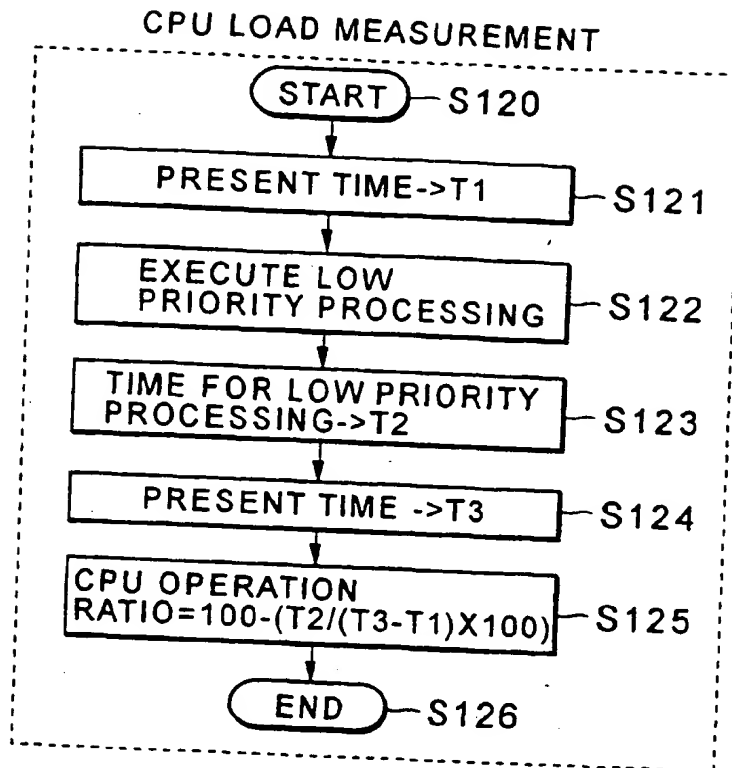 CPU LOAD MEASUREMENT
START S120
PRESENT TIME->T1 S121
EXECUTE LOW
PRIORITY PROCESSING S122
TIME FOR LOW PRIORITY
PROCESSING->T2 S123
PRESENT TIME ->T3 S124
CPU OPERATION
RATIO=100-(T2/(T3-T1)X100) S125
END S126